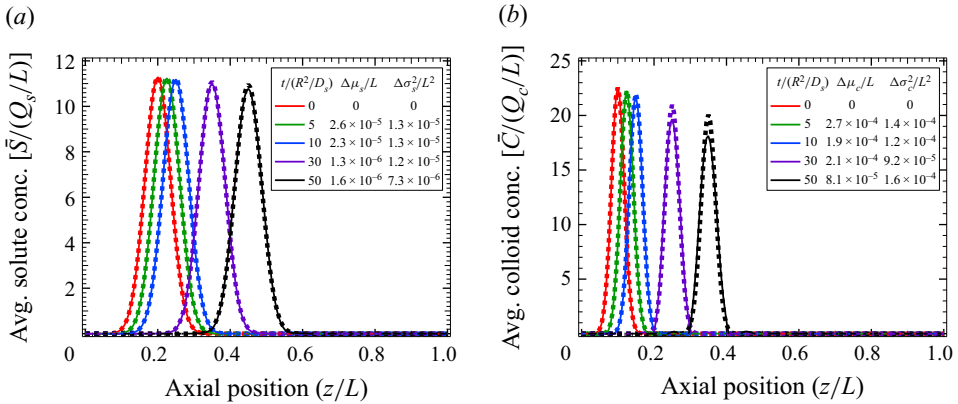 (a)
Avg. solute conc. [S̄/(Q_s/L)]
12
10
8
6
4
2
0 0.2 0.4 0.6 0.8 1.0
Axial position (z/L)
t/(R²/D_s) Δμ_s/L Δσ_s²/L²
0 0 0
5 2.6 × 10⁻⁵ 1.3 × 10⁻⁵
10 2.3 × 10⁻⁵ 1.3 × 10⁻⁵
30 1.3 × 10⁻⁶ 1.2 × 10⁻⁵
50 1.6 × 10⁻⁶ 7.3 × 10⁻⁶
(b)
Avg. colloid conc. [C̄/(Q_c/L)]
25
20
15
10
5
0
0 0.2 0.4 0.6 0.8 1.0
Axial position (z/L)
t/(R²/D_s) Δμ_c/L Δσ_c²/L²
0 0 0
5 2.7 × 10⁻⁴ 1.4 × 10⁻⁴
10 1.9 × 10⁻⁴ 1.2 × 10⁻⁴
30 2.1 × 10⁻⁴ 9.2 × 10⁻⁵
50 8.1 × 10⁻⁵ 1.6 × 10⁻⁴